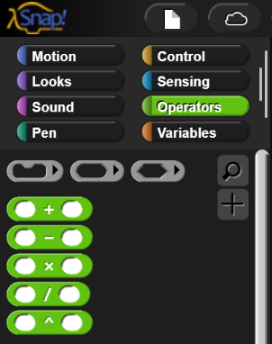 Snap!
Motion Control
Looks Sensing
Sound Operators
Pen Variables
+
−
×
/
^